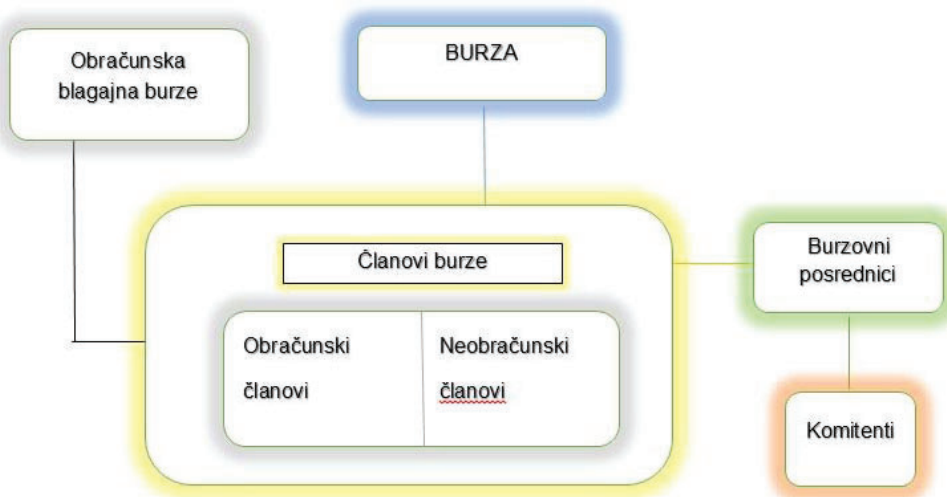 Obračunska
blagajna burze
BURZA
Članovi burze
Obračunski
članovi
Neobračunski
članovi
Burzovni
posrednici
Komitenti